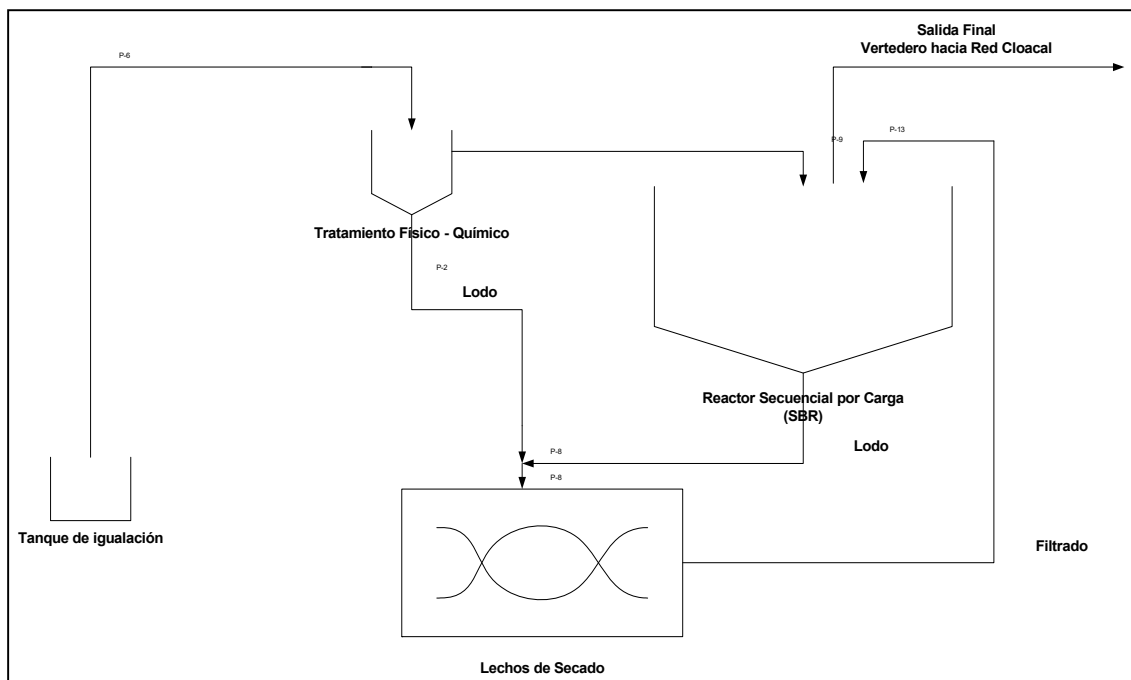 Salida Final
Vertedero hacia Red Cloacal
P-6
P-9
P-13
Tratamiento Físico - Químico
P-2
Lodo
Reactor Secuencial por Carga
(SBR)
Lodo
P-8
P-8
Tanque de igualación
Filtrado
Lechos de Secado